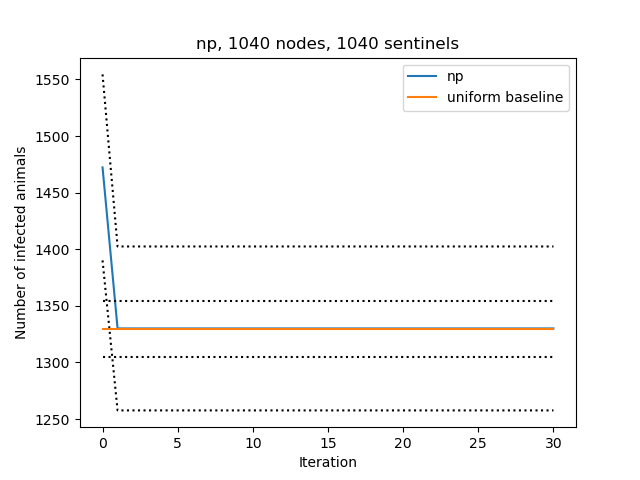 np, 1040 nodes, 1040 sentinels
np
uniform baseline
Number of infected animals
1550
1500
1450
1400
1350
1300
1250
0 5 10 15 20 25 30
Iteration